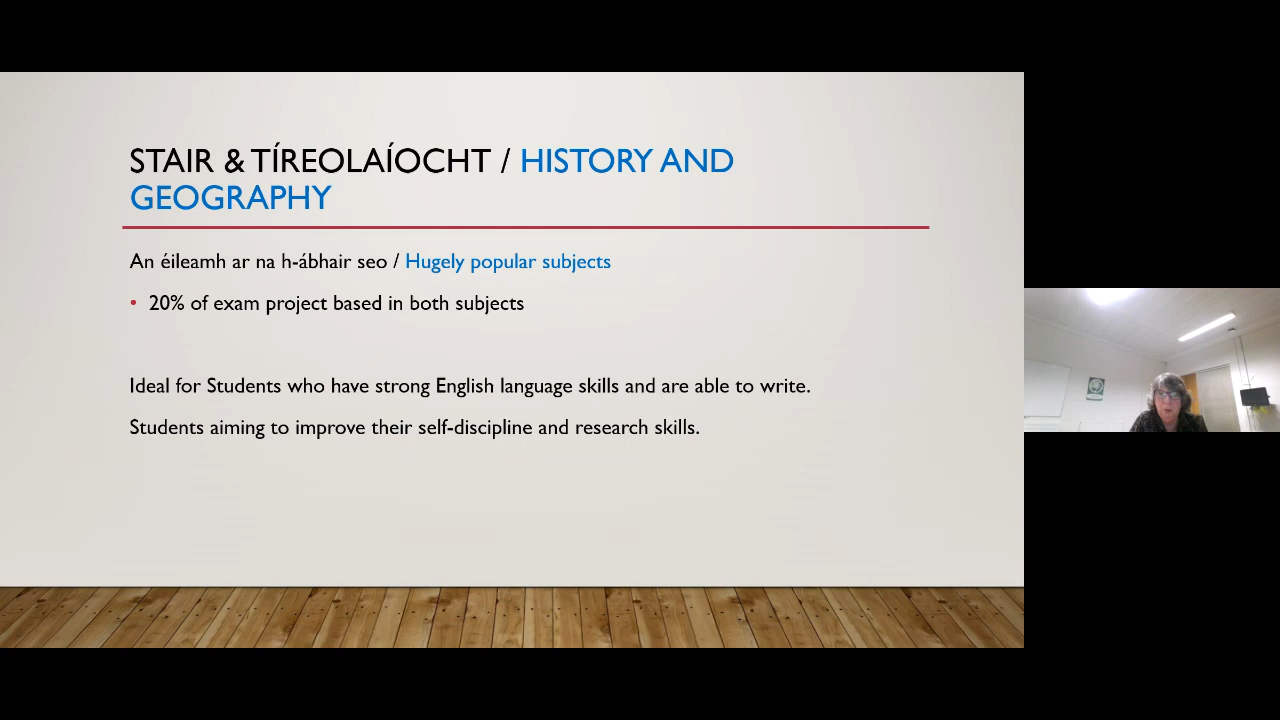 STAIR & TÍREOLAÍOCHT / HISTORY AND
GEOGRAPHY
An éileamh ar na h-ábhair seo / Hugely popular subjects
• 20% of exam project based in both subjects
Ideal for Students who have strong English language skills and are able to write.
Students aiming to improve their self-discipline and research skills.